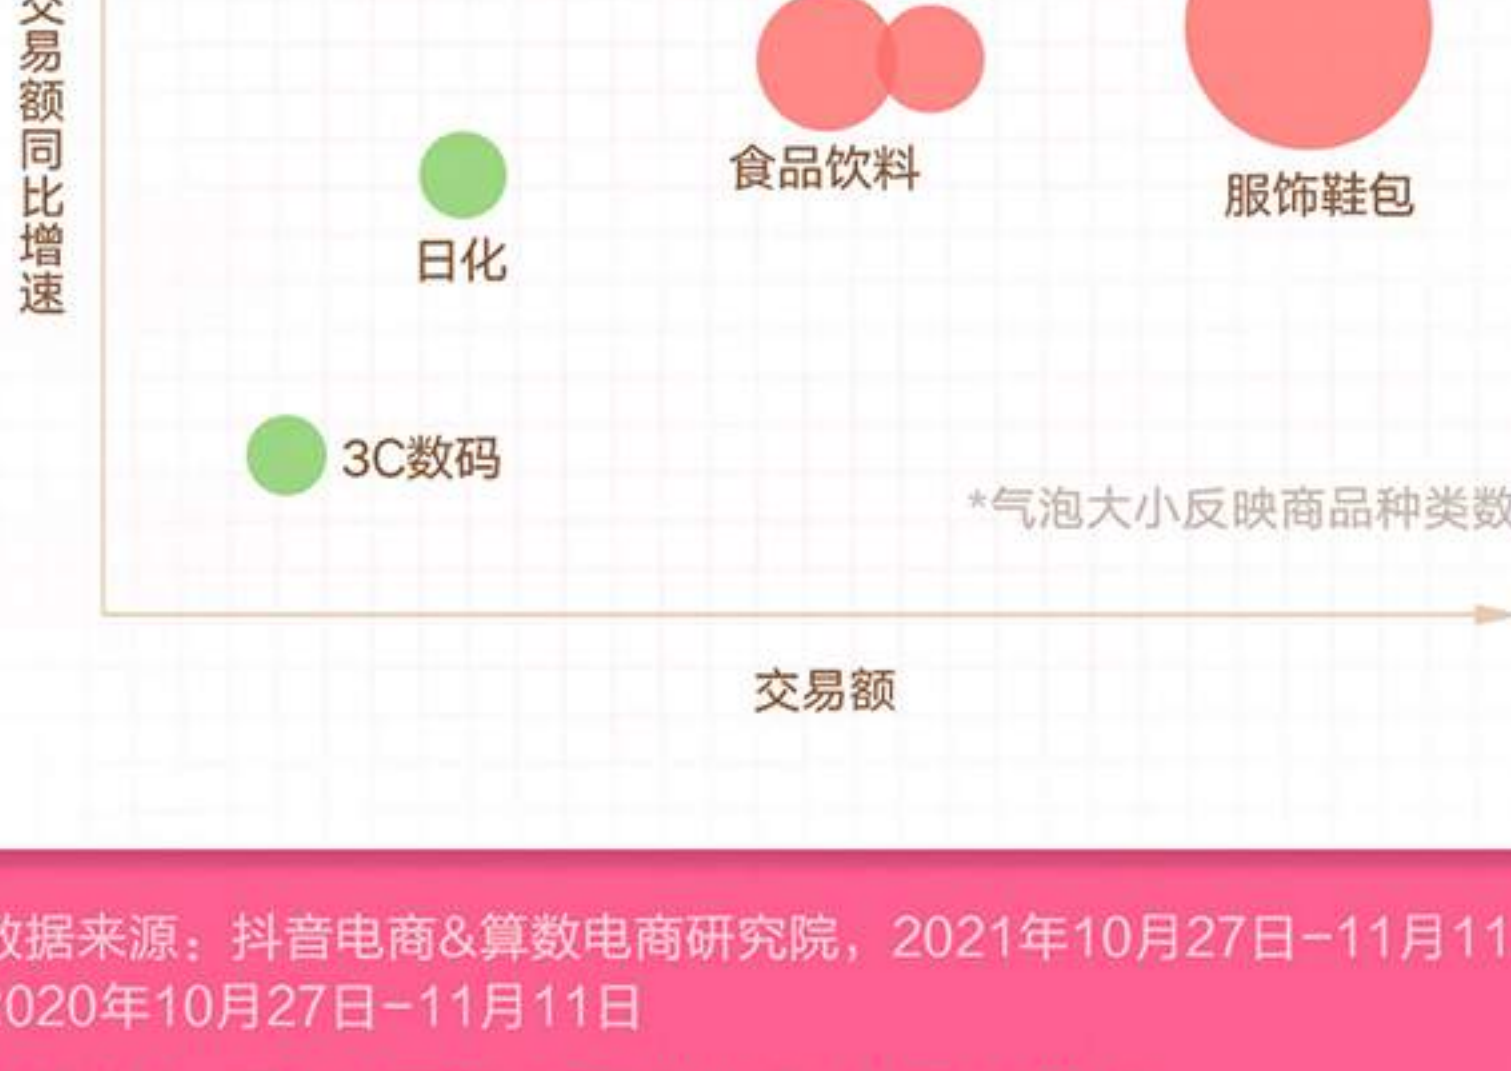 交易额同比增速
食品饮料
服饰鞋包
日化
3C数码
*气泡大小反映商品种类数
交易额
数据来源：抖音电商&算数电商研究院，2021年10月27日-11月11
2020年10月27日-11月11日